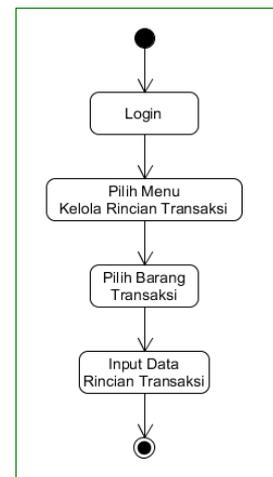 Login
Pilih Menu
Kelola Rincian Transaksi
Pilih Barang
Transaksi
Input Data
Rincian Transaksi